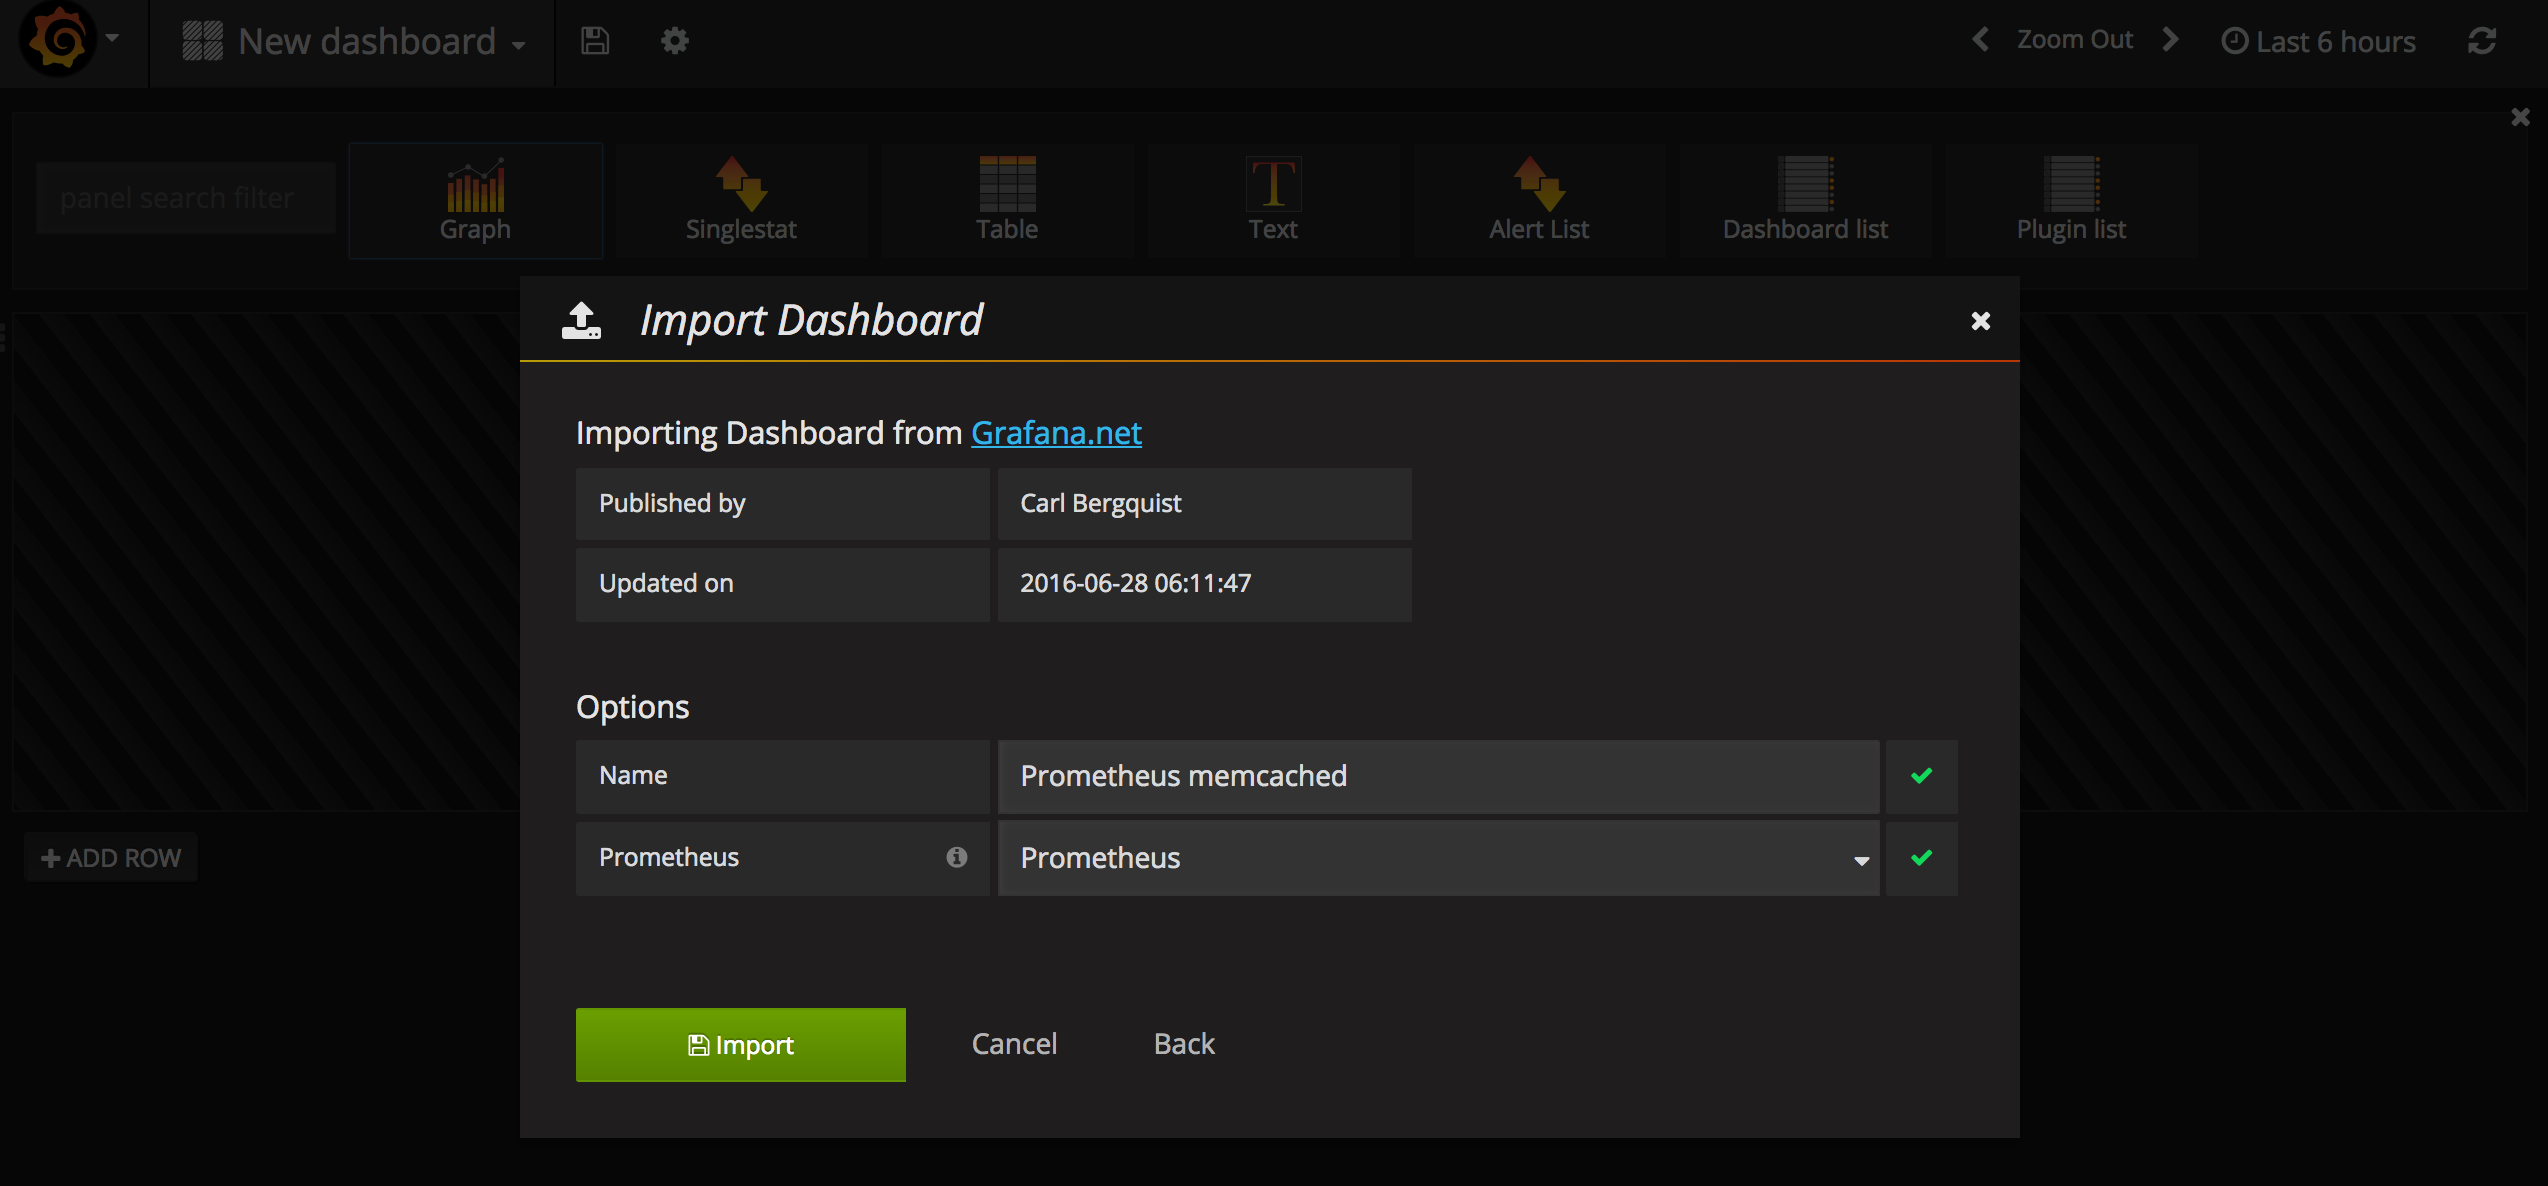 New dashboard
Zoom Out
Last 6 hours
panel search filter
Graph
Singlestat
Table
Text
Alert List
Dashboard list
Plugin list
Import Dashboard
Importing Dashboard from Grafana.net
Published by Carl Bergquist
Updated on 2016-06-28 06:11:47
Options
Name Prometheus memcached
Prometheus Prometheus
ADD ROW
Import Cancel Back